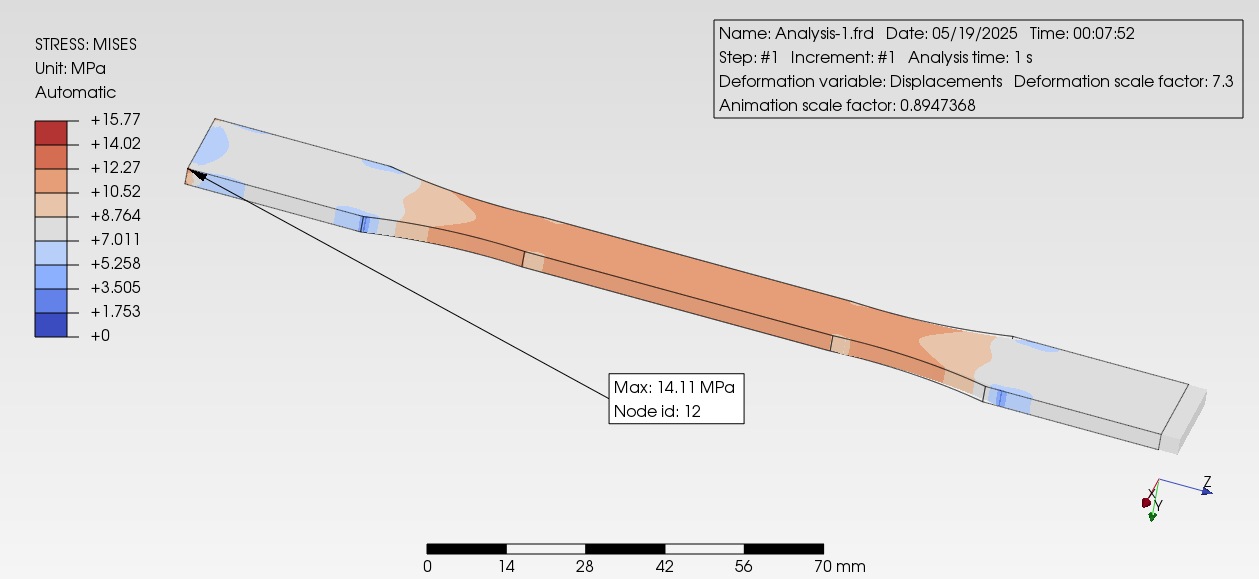 STRESS: MISES
Unit: MPa
Automatic
+15.77
+14.02
+12.27
+10.52
+8.764
+7.011
+5.258
+3.505
+1.753
+0
Name: Analysis-1.frd   Date: 05/19/2025   Time: 00:07:52
Step: #1   Increment: #1   Analysis time: 1 s
Deformation variable: Displacements   Deformation scale factor: 7.3
Animation scale factor: 0.8947368
Max: 14.11 MPa
Node id: 12
Z
X
Y
0 14 28 42 56 70 mm